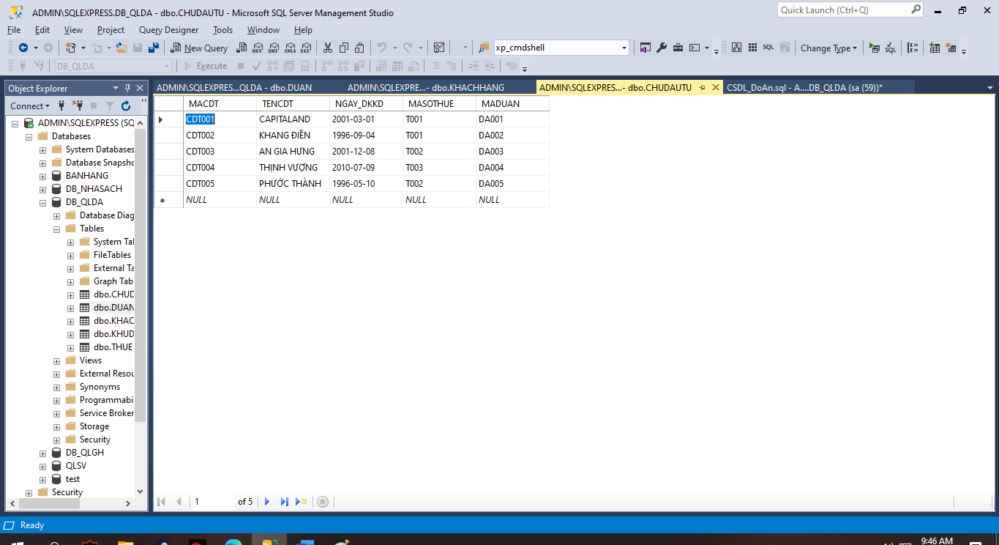 ADMIN\SQLEXPRESS.DB_QLDA - dbo.CHUDAUTU - Microsoft SQL Server Management Studio
Quick Launch (Ctrl+Q)
File Edit View Project Query Designer Tools Window Help
New Query MDX DMX XMLA DAX xp_cmdshell SQL Change Type SQL
DB_QLDA Execute
Object Explorer
Connect
ADMIN\SQLEXPRESS (SQ
Databases
System Databases
Database Snapsho
BANHANG
DB_NHASACH
DB_QLDA
Database Diag
Tables
System Tal
FileTables
External Ta
Graph Tab
dbo.CHUD
dbo.DUAN
dbo.KHAC
dbo.KHUD
dbo.THUE
Views
External Resou
Synonyms
Programmabi
Service Broker
Storage
Security
DB_QLGH
QLSV
test
Security
ADMIN\SQLEXPRES...QLDA - dbo.DUAN ADMIN\SQLEXPRE...- dbo.KHACHHANG ADMIN\SQLEXPRES...- dbo.CHUDAUTU CSDL_DoAn.sql - A....DB_QLDA (sa (59))*
MACDT TENCDT NGAY_DKKD MASOTHUE MADUAN
CDT001 CAPITALAND 2001-03-01 T001 DA001
CDT002 KHANG ĐIỀN 1996-09-04 T001 DA002
CDT003 AN GIA HƯNG 2001-12-08 T002 DA003
CDT004 THỊNH VƯỢNG 2010-07-09 T003 DA004
CDT005 PHƯỚC THÀNH 1996-05-10 T002 DA005
NULL NULL NULL NULL NULL
1 of 5
Ready
9:46 AM